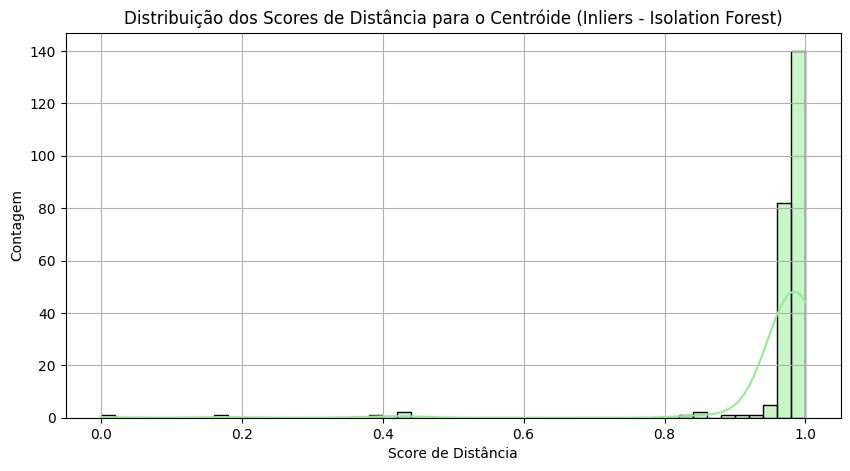 Distribuição dos Scores de Distância para o Centróide (Inliers - Isolation Forest)
140
120
100
80
60
40
20
0
Contagem
0.0 0.2 0.4 0.6 0.8 1.0
Score de Distância